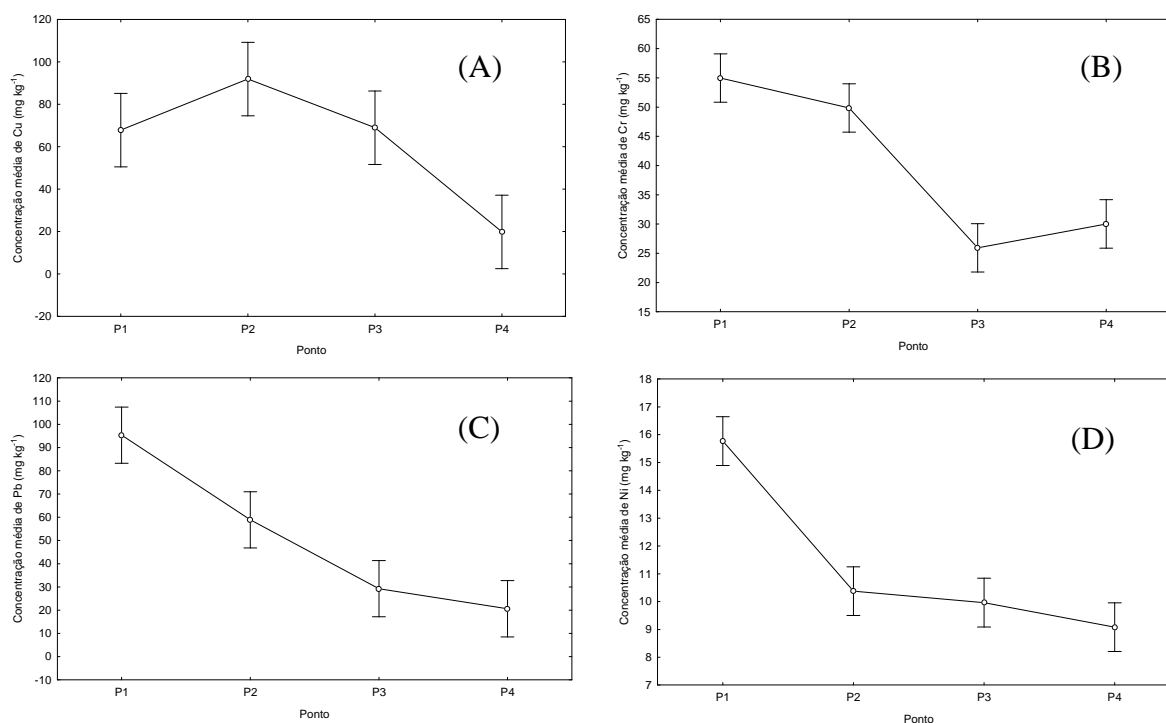 (A)
Concentração média de Cu (mg kg⁻¹)
120
100
80
60
40
20
0
-20
P1 P2 P3 P4
Ponto
(B)
Concentração média de Cr (mg kg⁻¹)
65
60
55
50
45
40
35
30
25
20
15
P1 P2 P3 P4
Ponto
(C)
Concentração média de Pb (mg kg⁻¹)
120
110
100
90
80
70
60
50
40
30
20
10
0
-10
P1 P2 P3 P4
Ponto
(D)
Concentração média de Ni (mg kg⁻¹)
18
17
16
15
14
13
12
11
10
9
8
7
P1 P2 P3 P4
Ponto